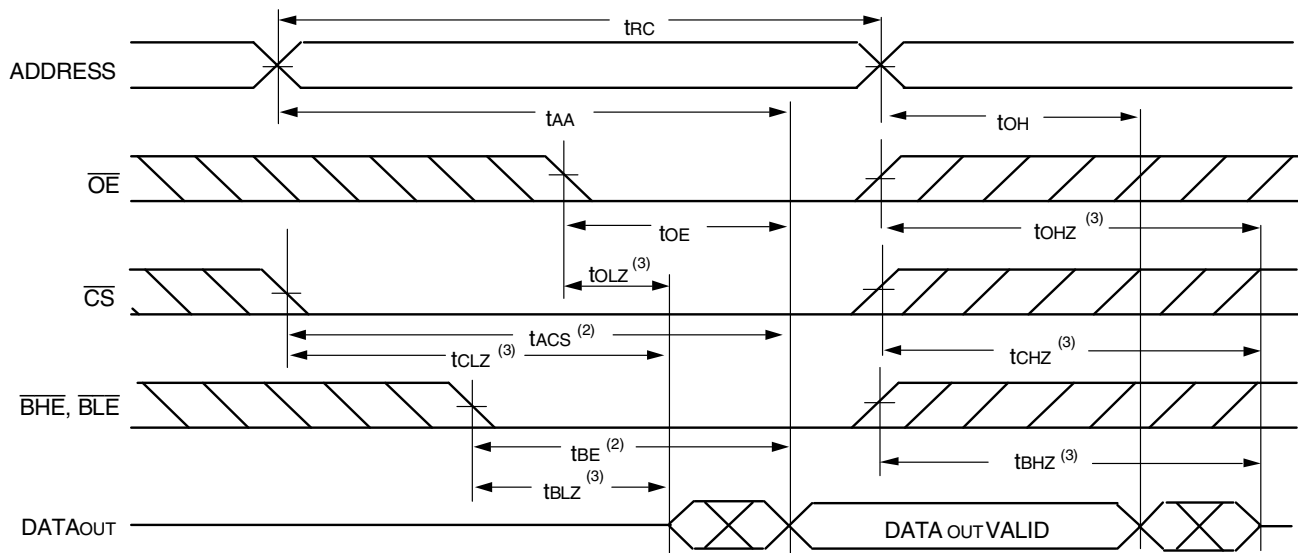 tRC
ADDRESS
tAA
tOH
OE
tOE
tOHZ (3)
tOLZ (3)
CS
tACS (2)
tCLZ (3)
tCHZ (3)
BHE, BLE
tBE (2)
tBHZ (3)
tBLZ (3)
DATAOUT
DATA OUT VALID